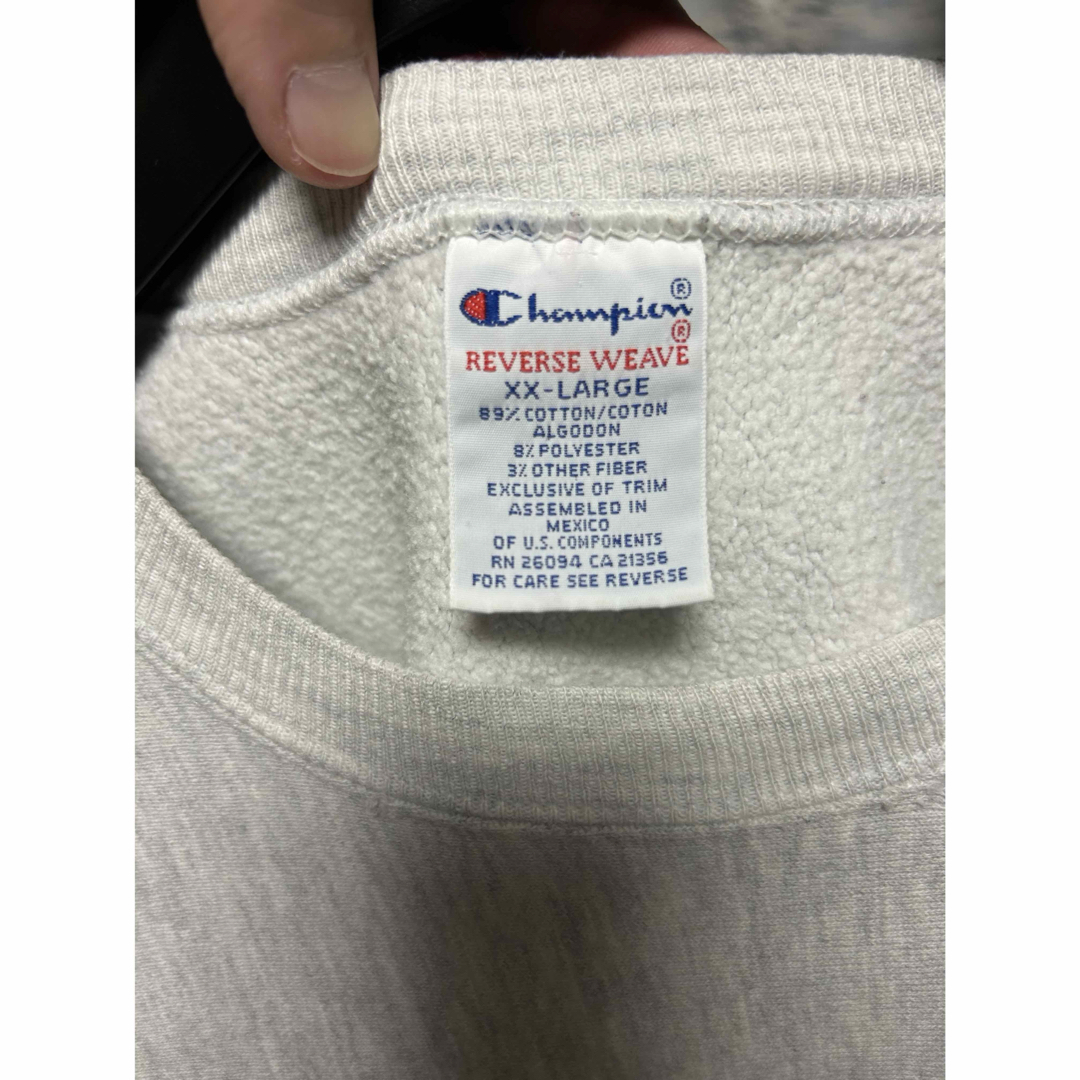 Champion®
®
REVERSE WEAVE
XX-LARGE
89% COTTON/COTON
ALGODON
8% POLYESTER
3% OTHER FIBER
EXCLUSIVE OF TRIM
ASSEMBLED IN
MEXICO
OF U.S. COMPONENTS
RN 26094 CA 21356
FOR CARE SEE REVERSE